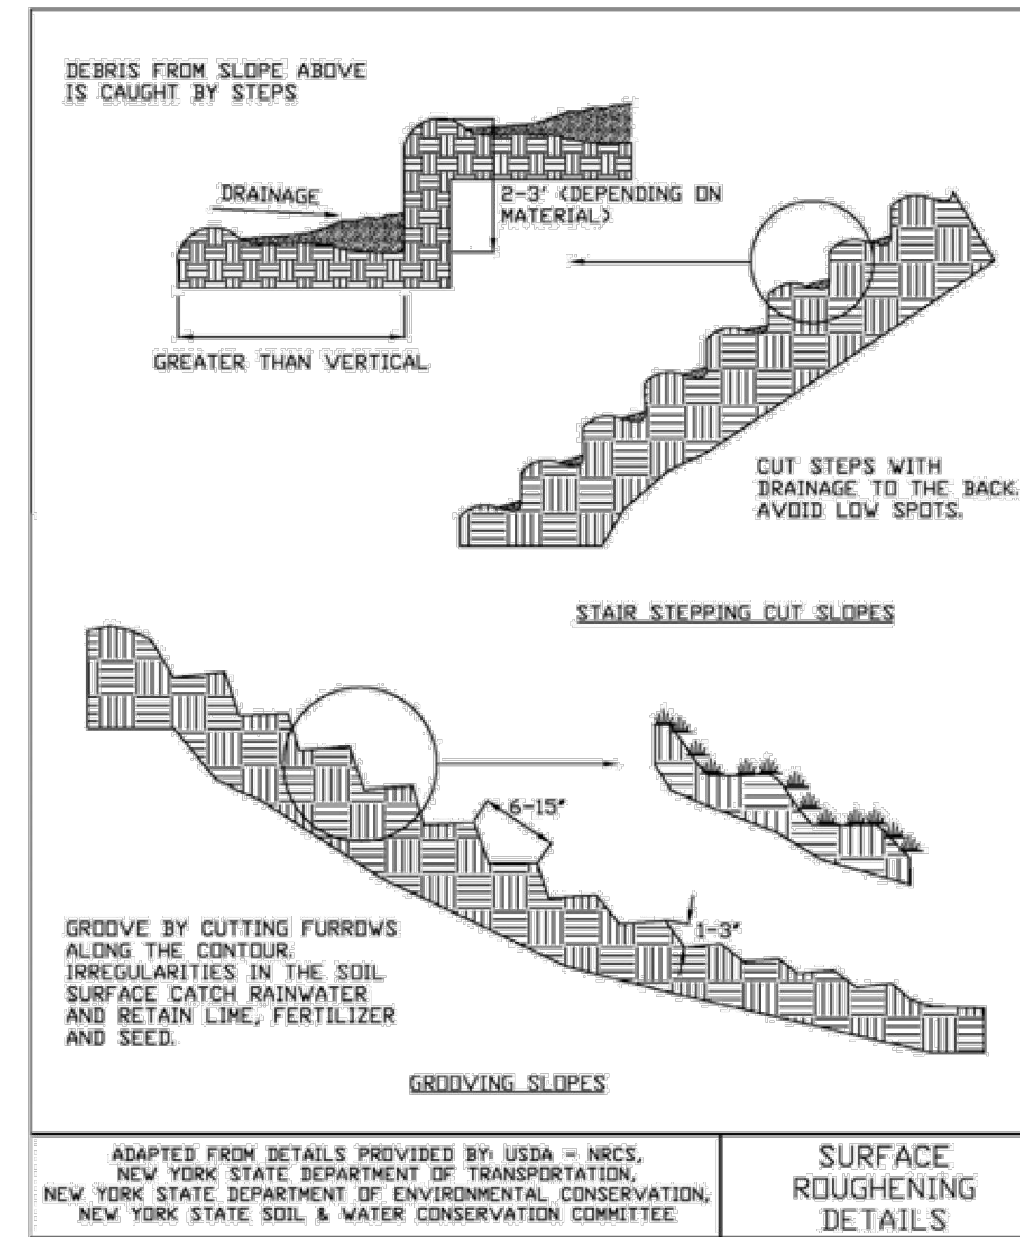 DEBRIS FROM SLOPE ABOVE
IS CAUGHT BY STEPS
DRAINAGE
2-3' (DEPENDING ON
MATERIAL)
GREATER THAN VERTICAL
CUT STEPS WITH
DRAINAGE TO THE BACK.
AVOID LOW SPOTS.
STAIR STEPPING CUT SLOPES
6-15"
1-3"
GROOVE BY CUTTING FURROWS
ALONG THE CONTOUR.
IRREGULARITIES IN THE SOIL
SURFACE CATCH RAINWATER
AND RETAIN LIME, FERTILIZER
AND SEED.
GROOVING SLOPES
ADAPTED FROM DETAILS PROVIDED BY: USDA - NRCS,
NEW YORK STATE DEPARTMENT OF TRANSPORTATION,
NEW YORK STATE DEPARTMENT OF ENVIRONMENTAL CONSERVATION,
NEW YORK STATE SOIL & WATER CONSERVATION COMMITTEE
SURFACE
ROUGHENING
DETAILS